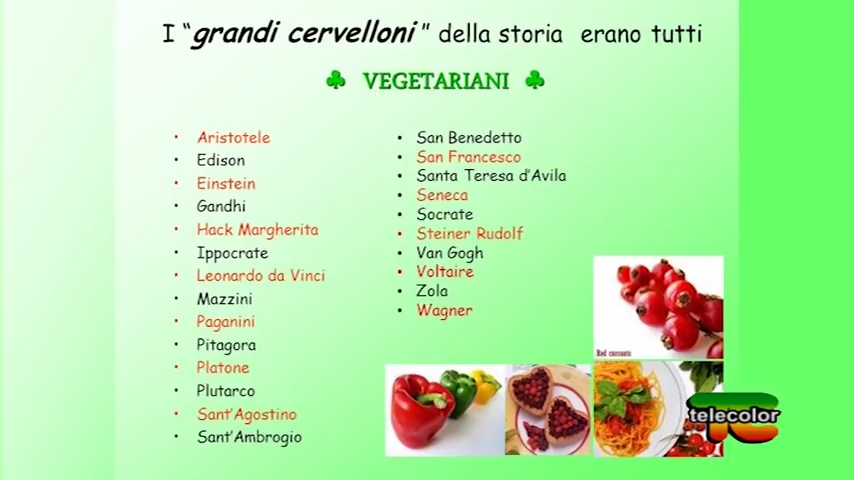 I “grandi cervelloni” della storia erano tutti
♣ VEGETARIANI ♣
• Aristotele
• Edison
• Einstein
• Gandhi
• Hack Margherita
• Ippocrate
• Leonardo da Vinci
• Mazzini
• Paganini
• Pitagora
• Platone
• Plutarco
• Sant'Agostino
• Sant'Ambrogio
• San Benedetto
• San Francesco
• Santa Teresa d'Avila
• Seneca
• Socrate
• Steiner Rudolf
• Van Gogh
• Voltaire
• Zola
• Wagner
Red currants
telecolor